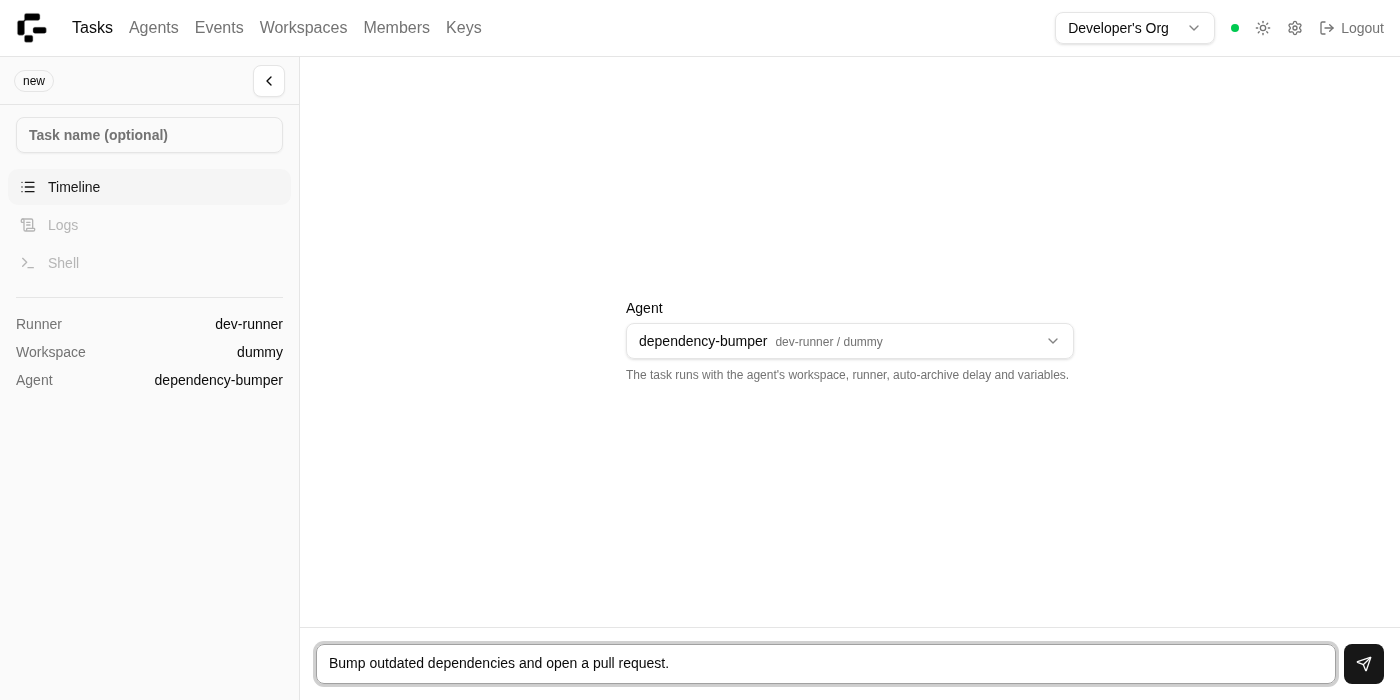 Tasks Agents Events Workspaces Members Keys Developer's Org Logout
new
Task name (optional)
Timeline
Logs
Shell
Runner dev-runner
Workspace dummy
Agent dependency-bumper
Agent
dependency-bumper dev-runner / dummy
The task runs with the agent's workspace, runner, auto-archive delay and variables.
Bump outdated dependencies and open a pull request.